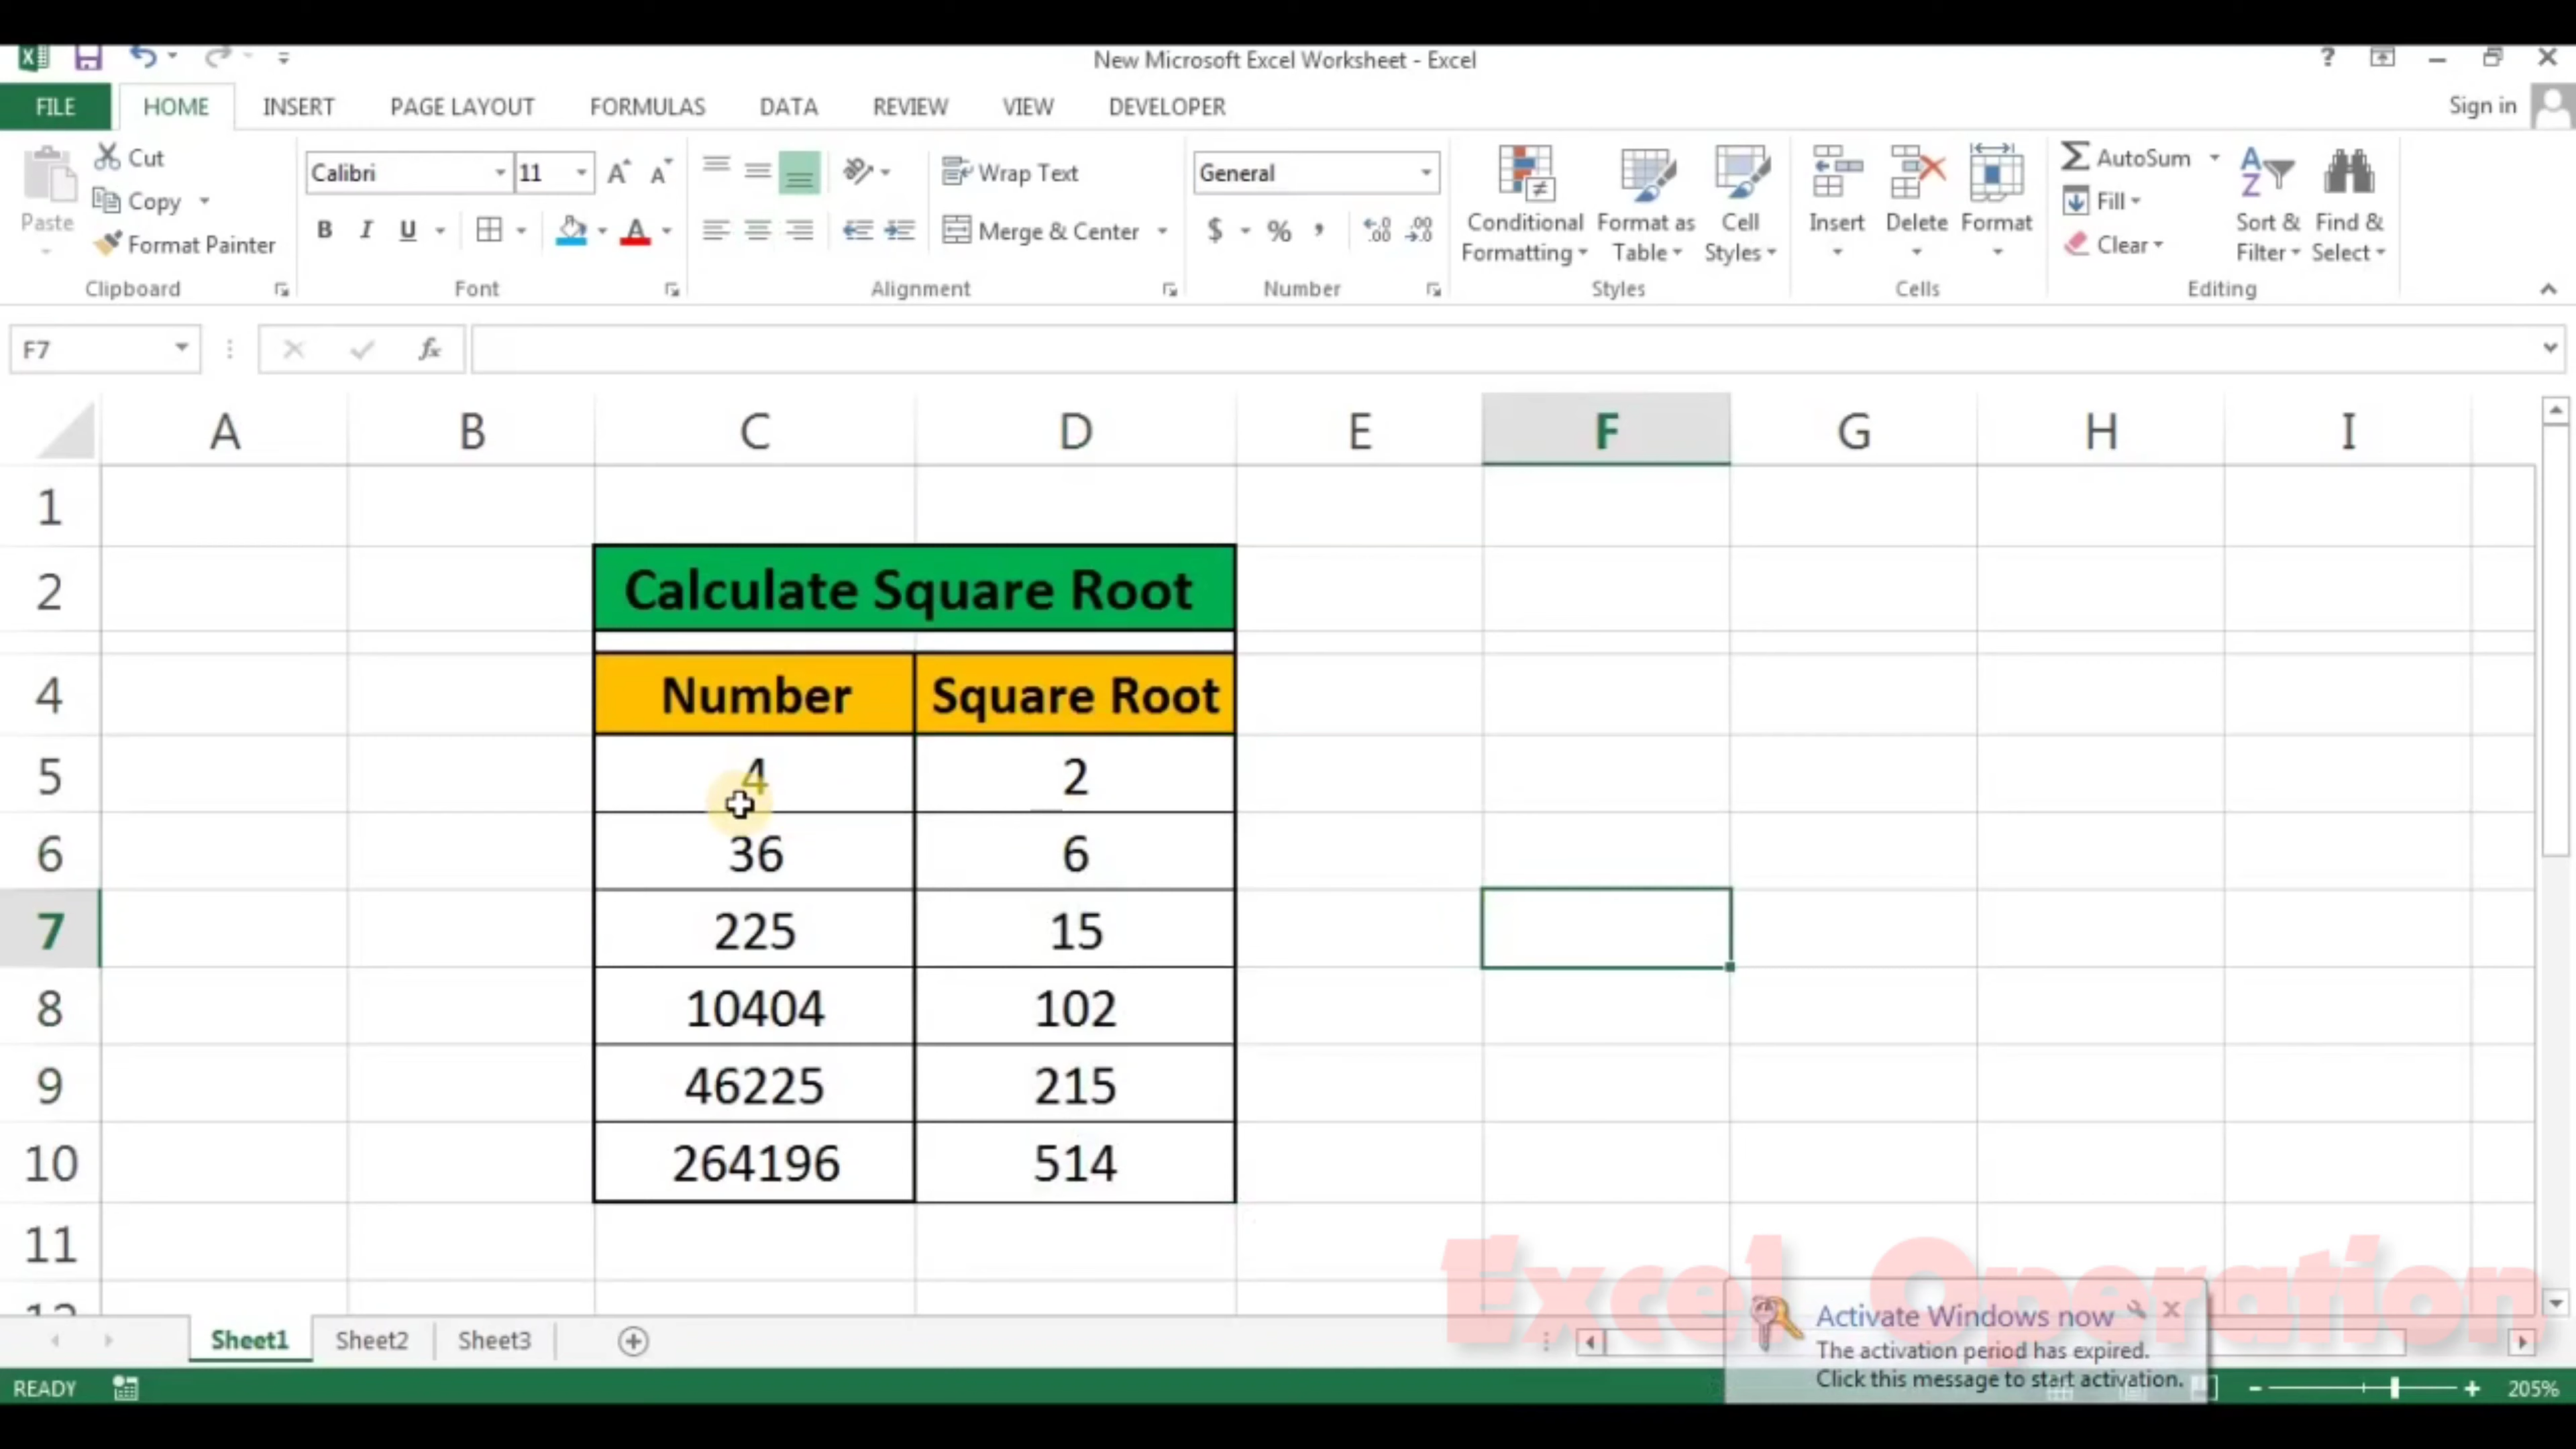 New Microsoft Excel Worksheet - Excel
FILE HOME INSERT PAGE LAYOUT FORMULAS DATA REVIEW VIEW DEVELOPER Sign in
Paste
Cut
Copy
Format Painter
Clipboard
Calibri 11
B I U
Font
Wrap Text
Merge & Center
Alignment
General
$ % ,
Number
Conditional Formatting
Format as Table
Cell Styles
Styles
Insert Delete Format
Cells
AutoSum
Fill
Clear
Sort & Filter
Find & Select
Editing
F7 fx
A B C D E F G H I
1
2 Calculate Square Root
4 Number Square Root
5 4 2
6 36 6
7 225 15
8 10404 102
9 46225 215
10 264196 514
11
12
Excel Operation
Activate Windows now
The activation period has expired.
Click this message to start activation.
Sheet1 Sheet2 Sheet3
READY 205%